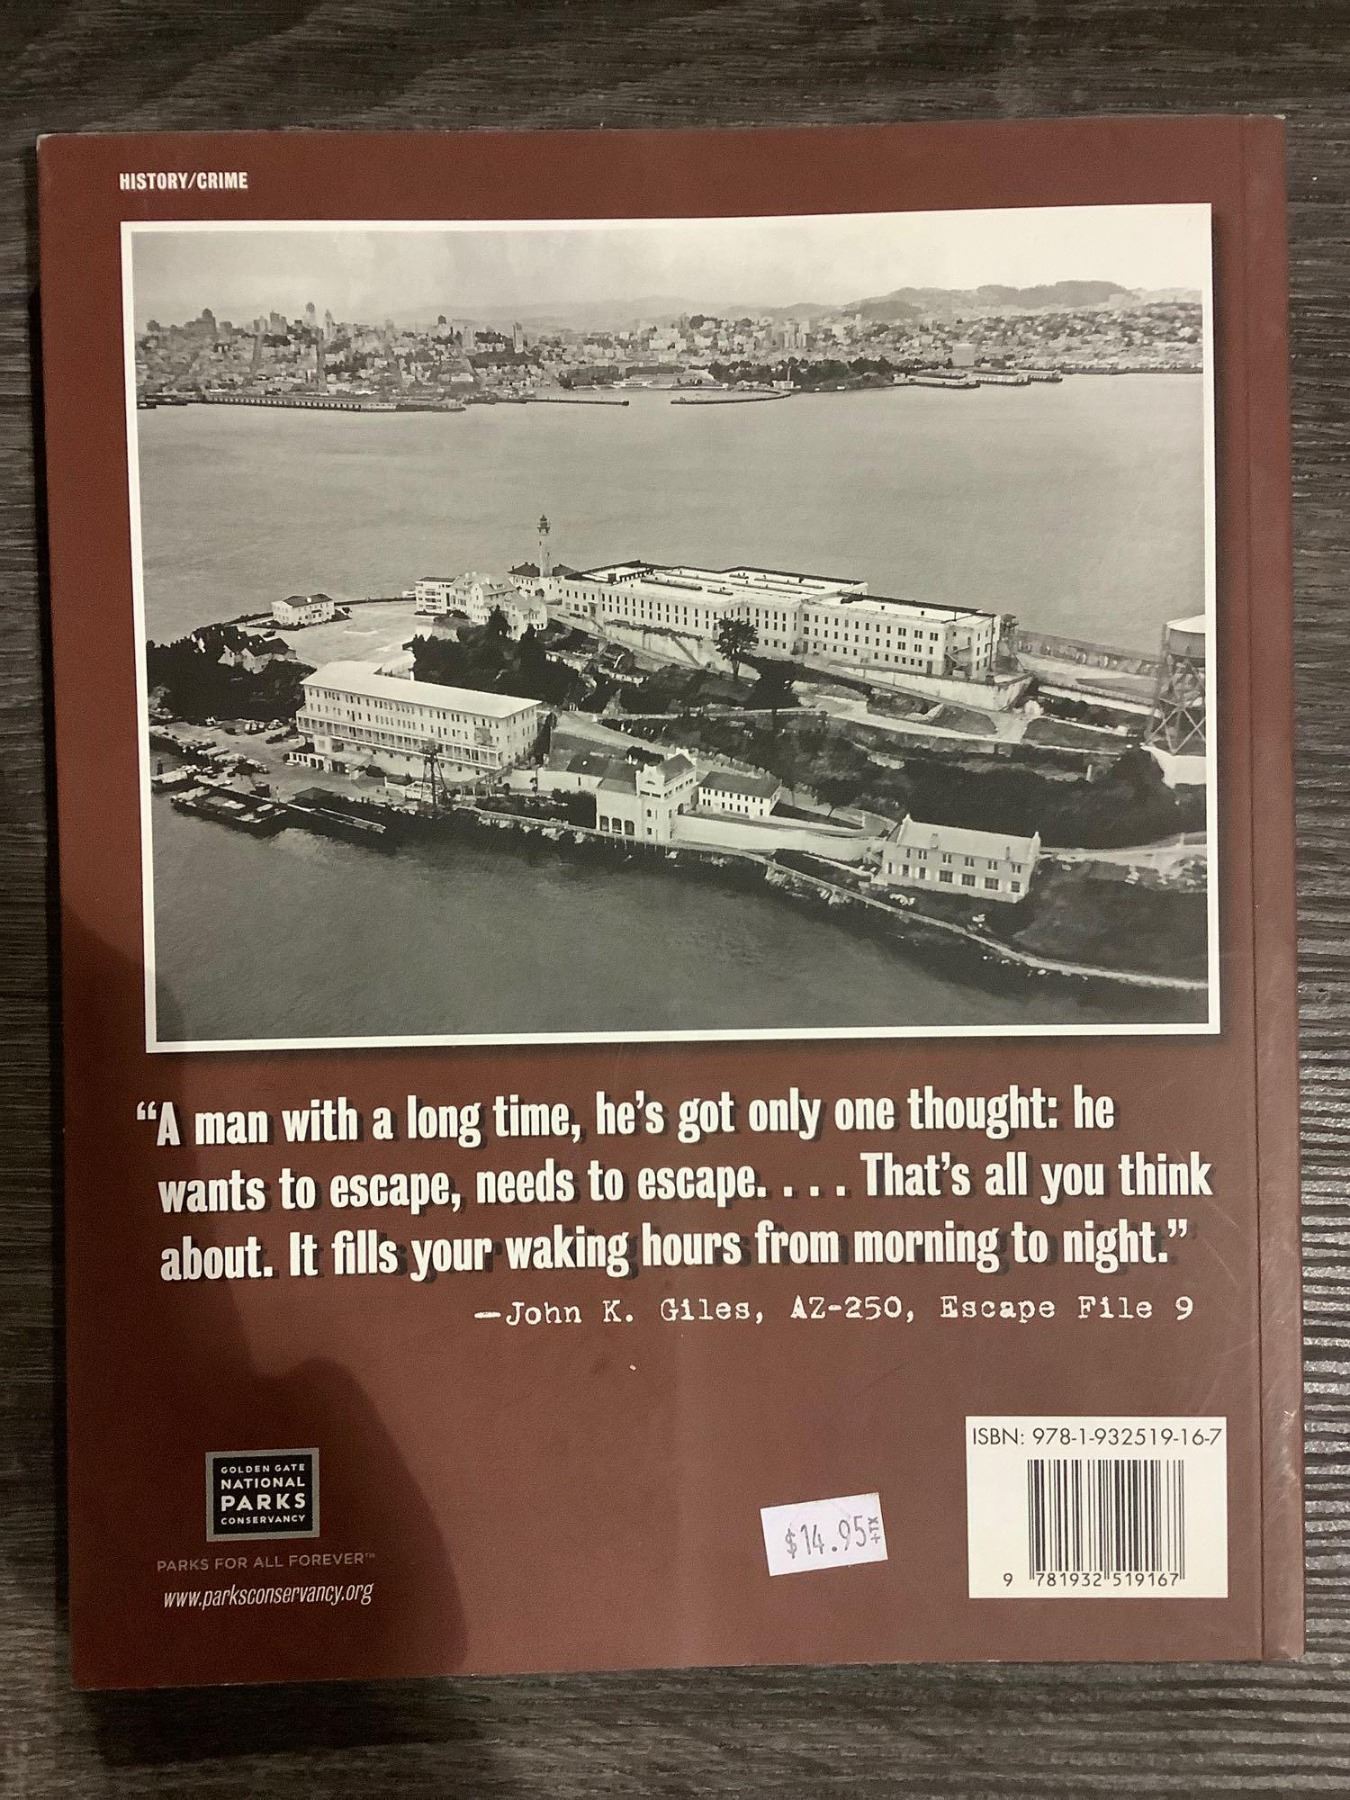 HISTORY/CRIME
“A man with a long time, he’s got only one thought: he
wants to escape, needs to escape. . . . That’s all you think
about. It fills your waking hours from morning to night.”
—John K. Giles, AZ-250, Escape File 9
GOLDEN GATE
NATIONAL
PARKS
CONSERVANCY
PARKS FOR ALL FOREVER™
www.parksconservancy.org
$14.95
+TX
ISBN: 978-1-932519-16-7
9 781932 519167